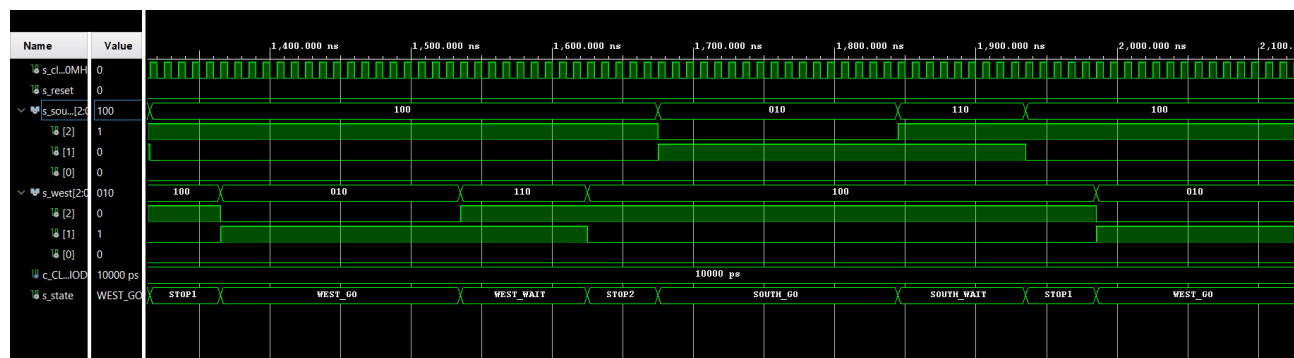 Name Value 1,400.000 ns 1,500.000 ns 1,600.000 ns 1,700.000 ns 1,800.000 ns 1,900.000 ns 2,000.000 ns 2,100.
s_cl...0MH 0
s_reset 0
s_sou...[2:0 100 100 010 110 100
[2] 1
[1] 0
[0] 0
s_west[2:0 010 100 010 110 100 010
[2] 0
[1] 1
[0] 0
c_CL...IOD 10000 ps 10000 ps
s_state WEST_GO STOP1 WEST_GO WEST_WAIT STOP2 SOUTH_GO SOUTH_WAIT STOP1 WEST_GO